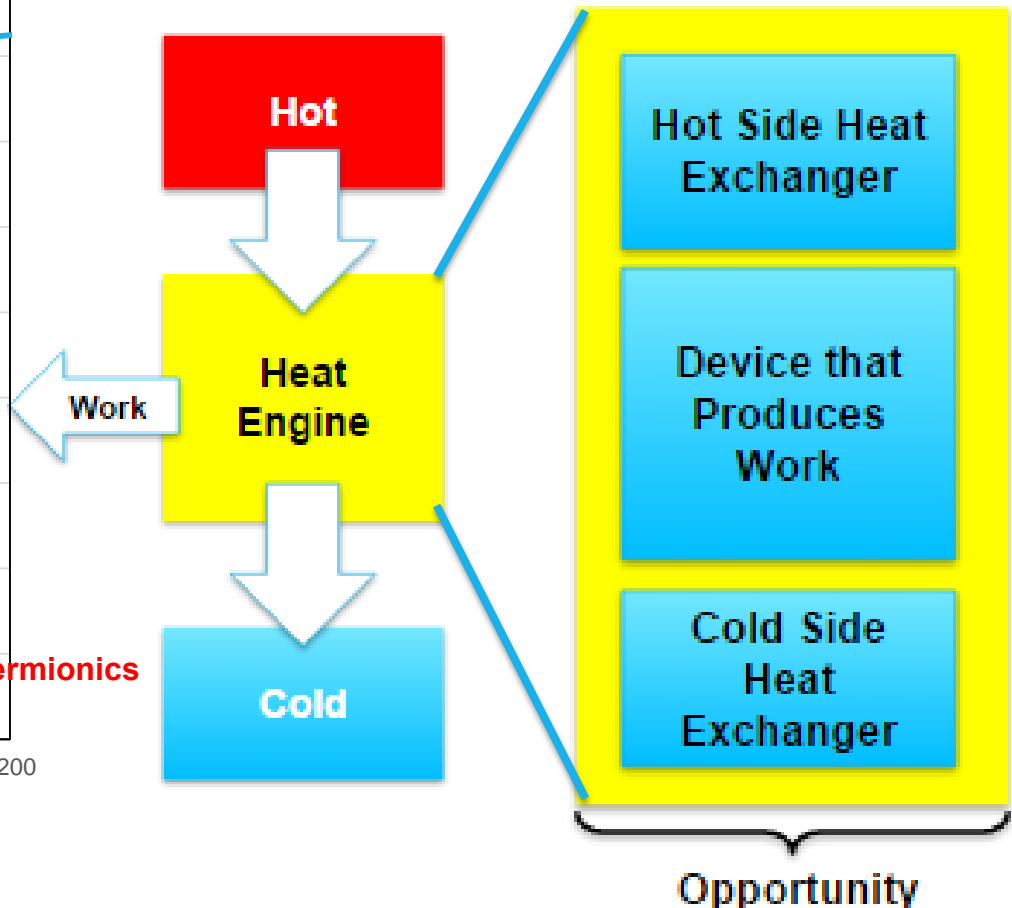 Hot
Heat
Engine
Work
Cold
ermionics
200
Hot Side Heat
Exchanger
Device that
Produces
Work
Cold Side
Heat
Exchanger
Opportunity